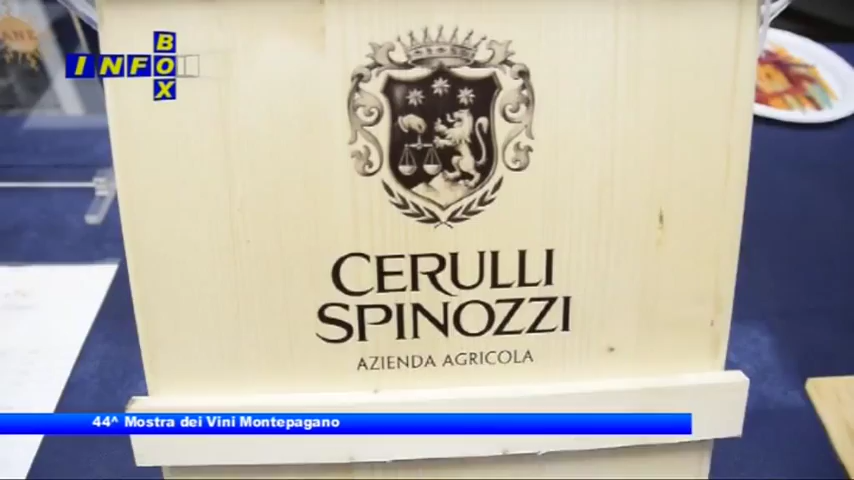 INFO BOX
CERULLI
SPINOZZI
AZIENDA AGRICOLA
44^ Mostra dei Vini Montepagano